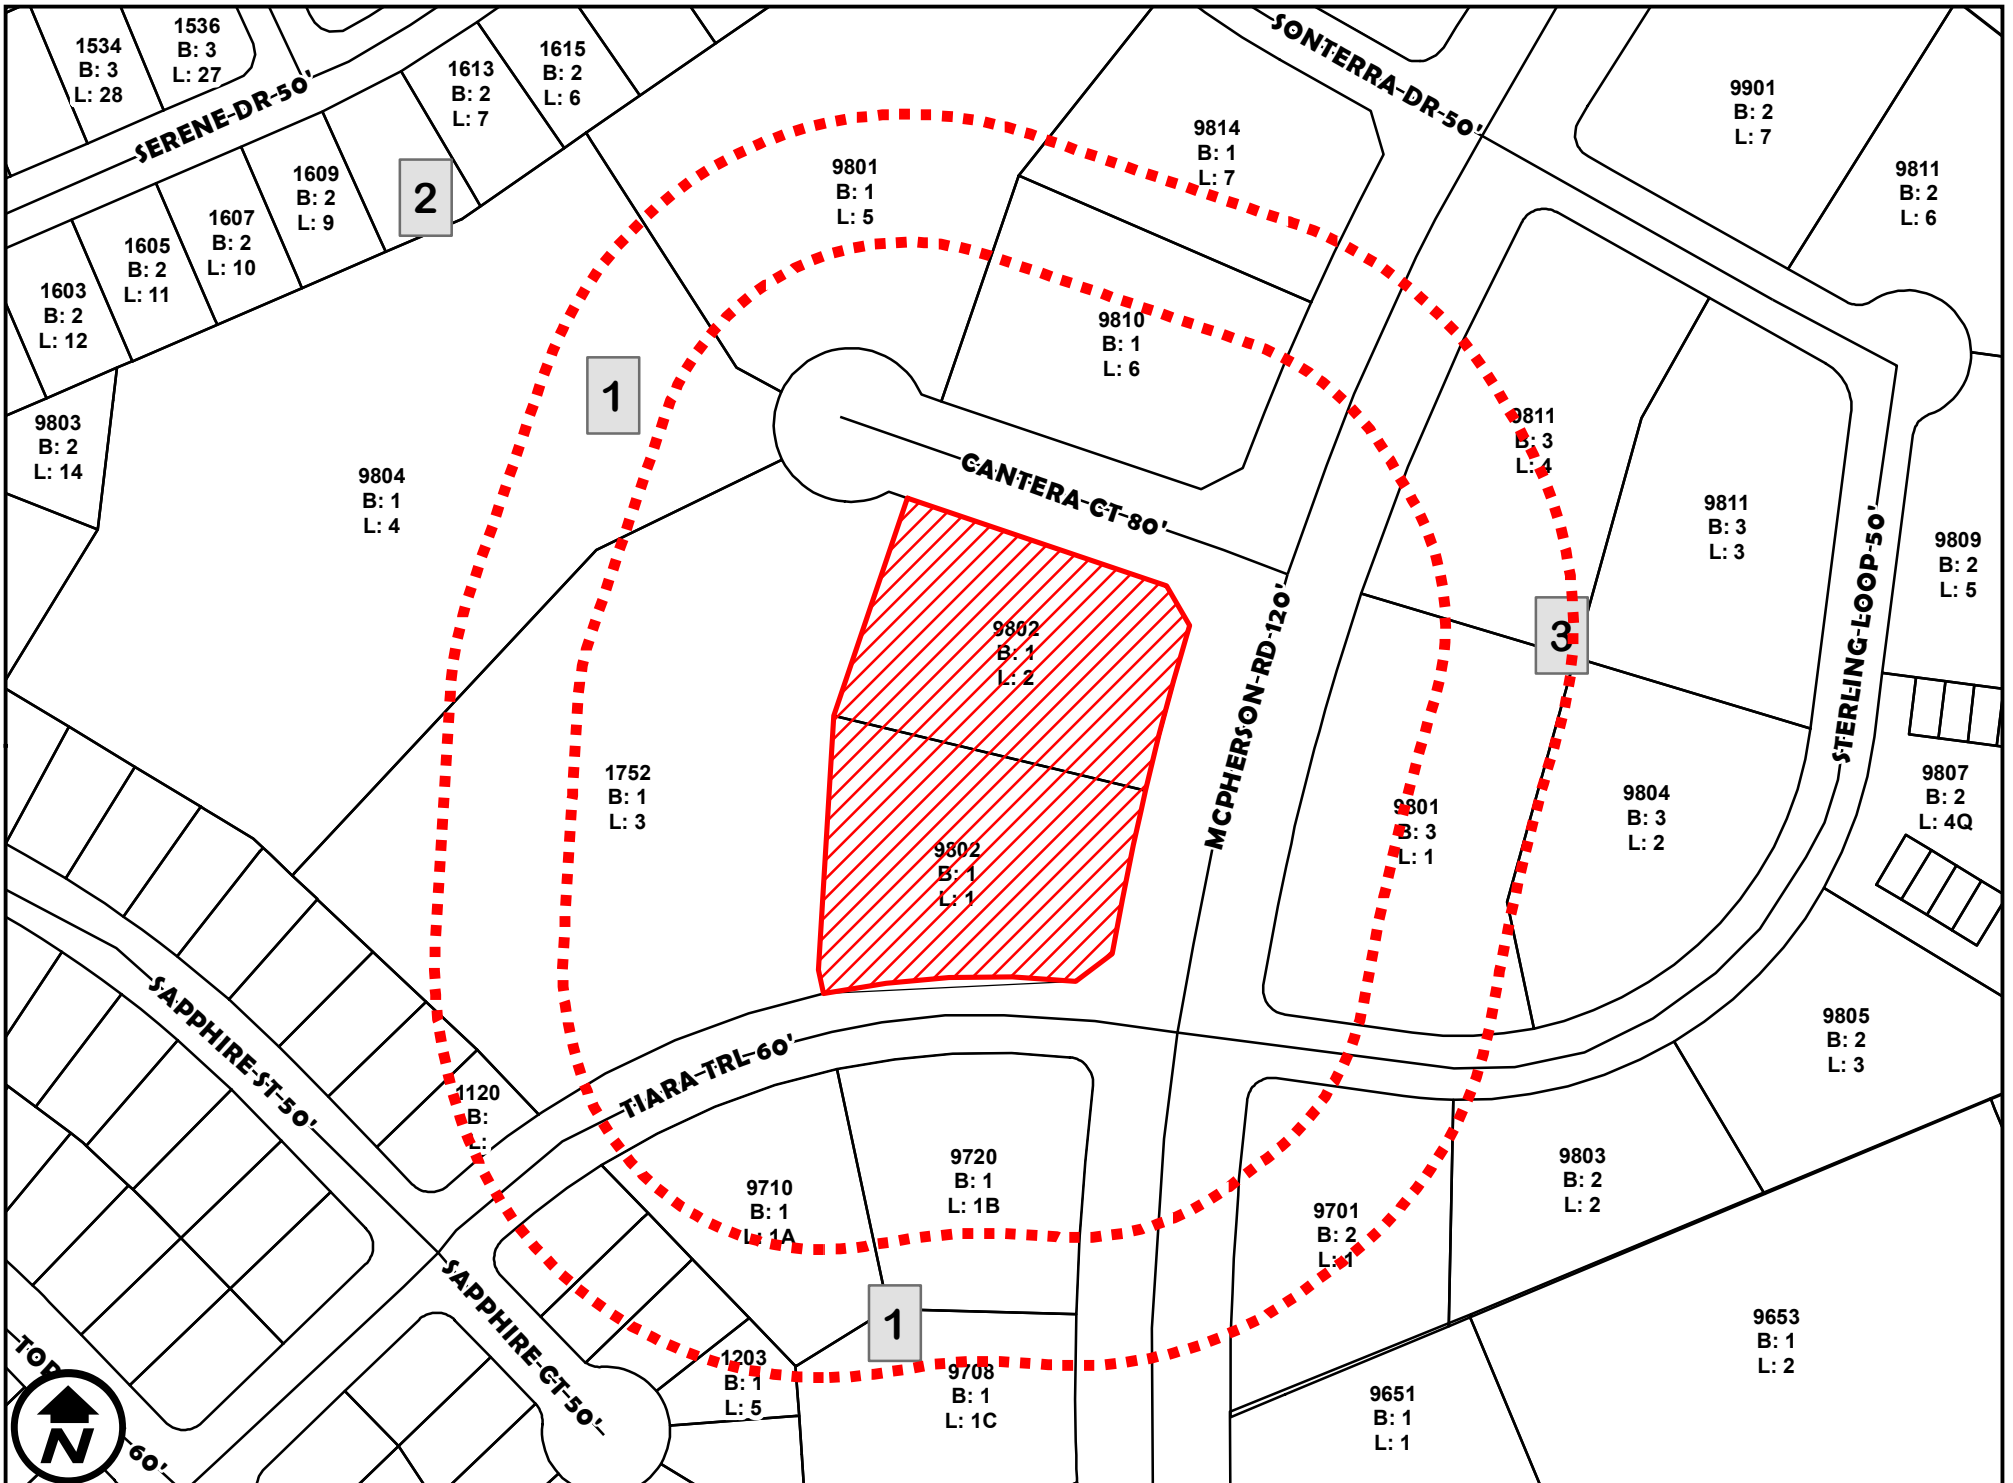 1534
B: 3
L: 28
1536
B: 3
L: 27
1613
B: 2
L: 7
1615
B: 2
L: 6
SERENE DR 50'
SONTERRA DR 50'
9901
B: 2
L: 7
9814
B: 1
L: 7
9801
B: 1
L: 5
9811
B: 2
L: 6
2
1609
B: 2
L: 9
1607
B: 2
L: 10
1605
B: 2
L: 11
1603
B: 2
L: 12
9810
B: 1
L: 6
1
9803
B: 2
L: 14
9804
B: 1
L: 4
CANTERA CT 80'
9811
B: 3
L: 4
9811
B: 3
L: 3
9809
B: 2
L: 5
STERLING LOOP 50'
9802
B: 1
L: 2
MCPHERSON RD 120'
3
1752
B: 1
L: 3
9802
B: 1
L: 1
9801
B: 3
L: 1
9804
B: 3
L: 2
9807
B: 2
L: 4Q
SAPPHIRE ST 50'
TIARA TRL 60'
9805
B: 2
L: 3
1120
B:
L:
9710
B: 1
L: 1A
9720
B: 1
L: 1B
9701
B: 2
L: 1
9803
B: 2
L: 2
SAPPHIRE CT 50'
1
1203
B: 1
L: 5
9708
B: 1
L: 1C
9653
B: 1
L: 2
9651
B: 1
L: 1
60'
N